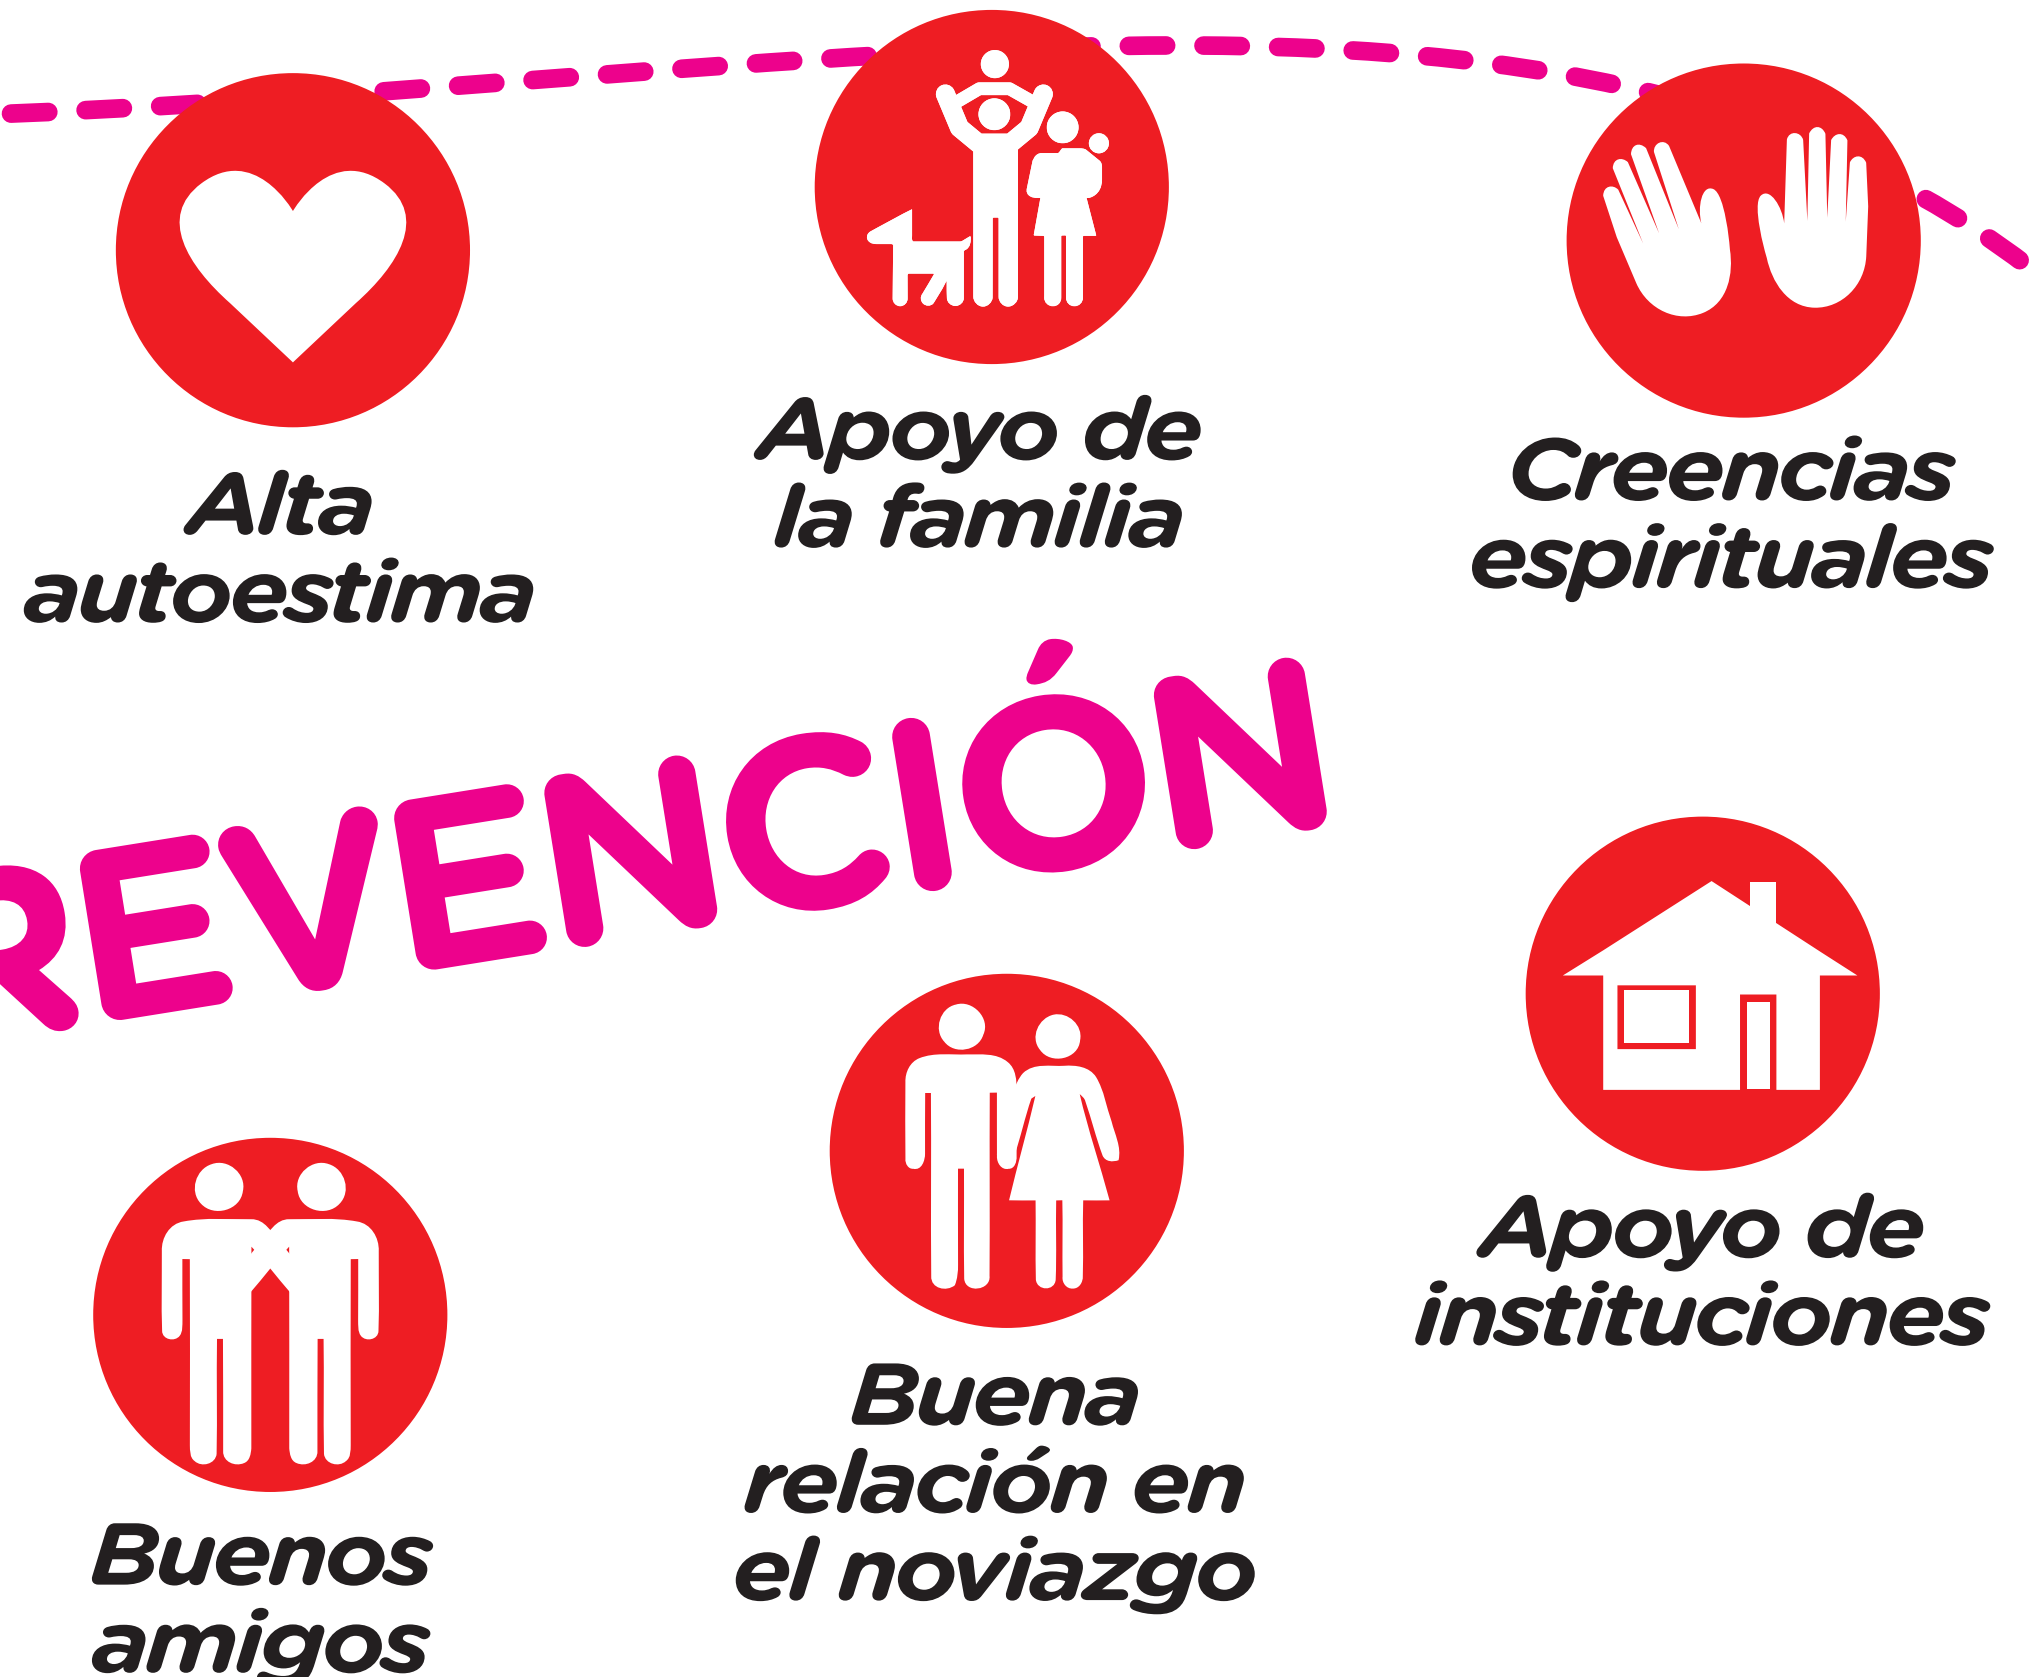 Alta
autoestima
Apoyo de
la familia
Creencias
espirituales
REVENCIÓN
Buenos
amigos
Buena
relación en
el noviazgo
Apoyo de
instituciones